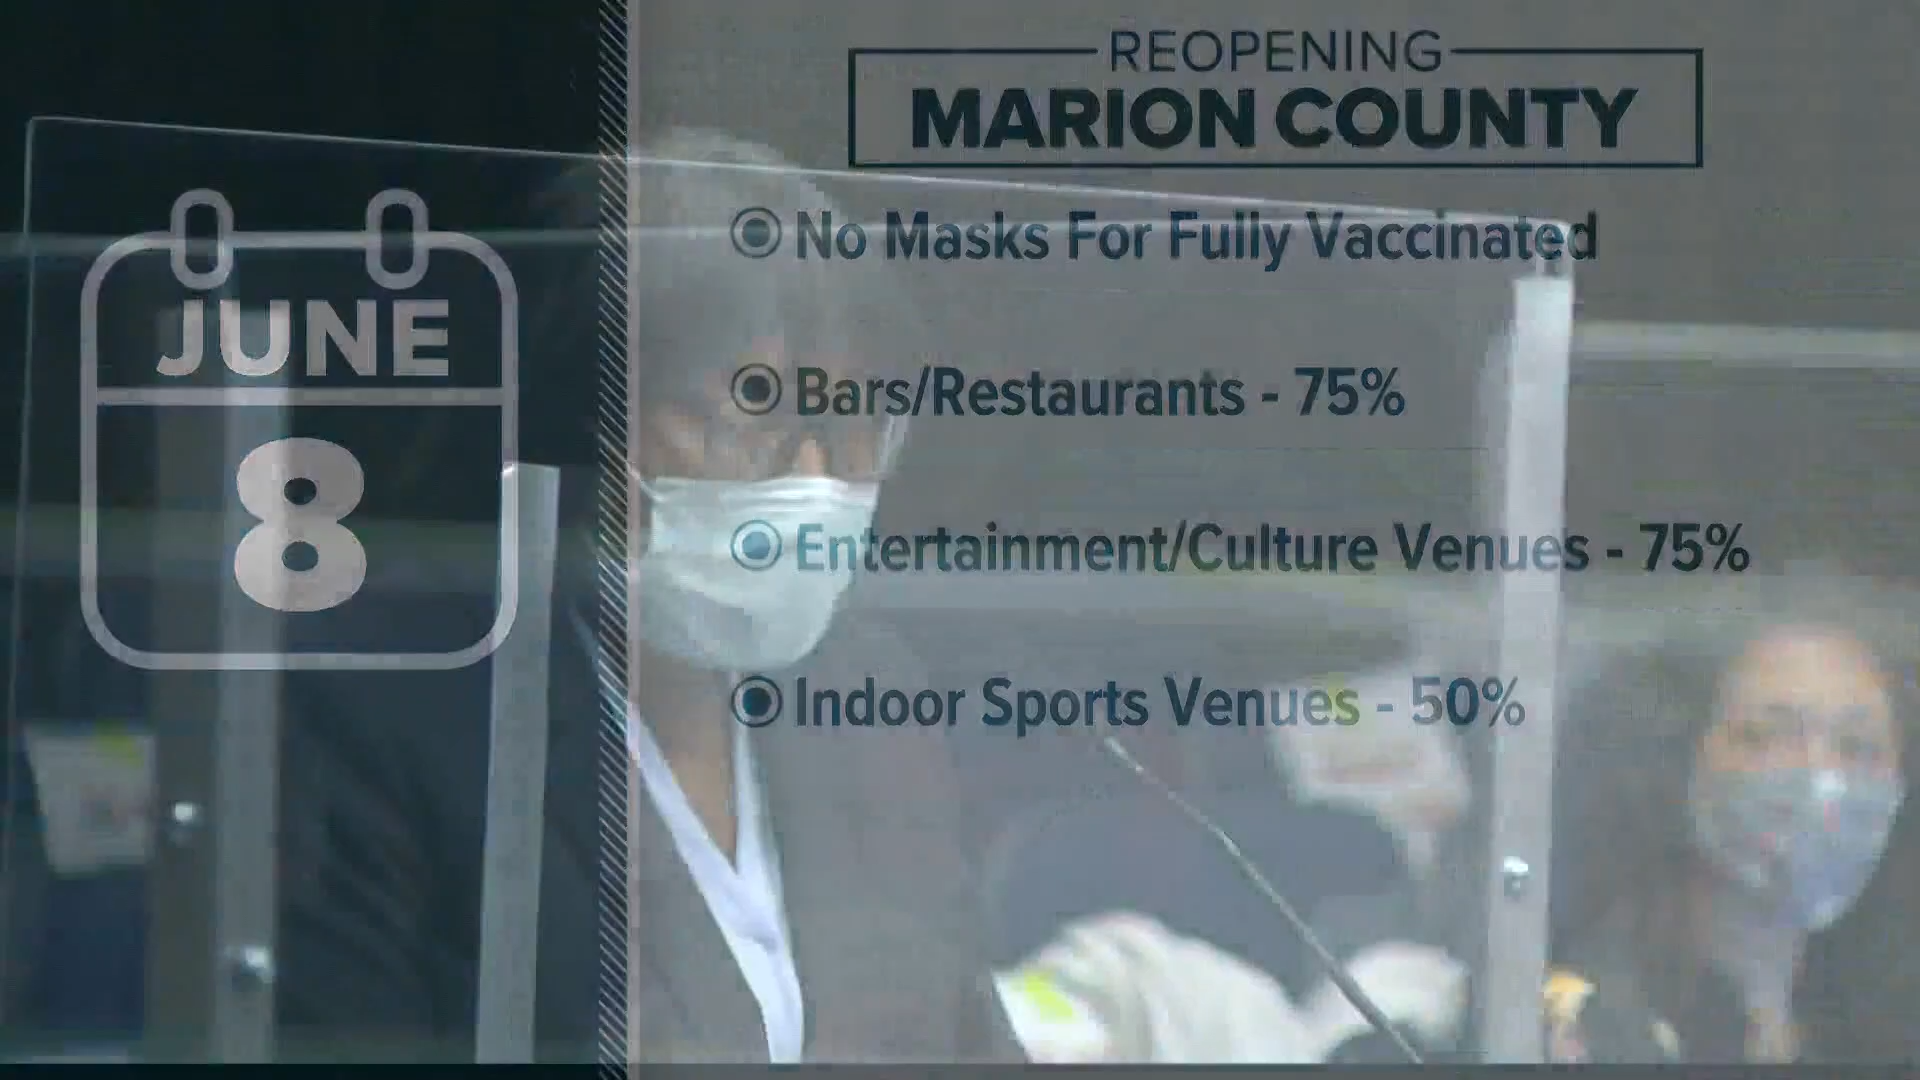 JUNE
8
REOPENING
MARION COUNTY
No Masks For Fully Vaccinated
Bars/Restaurants - 75%
Entertainment/Culture Venues - 75%
Indoor Sports Venues - 50%